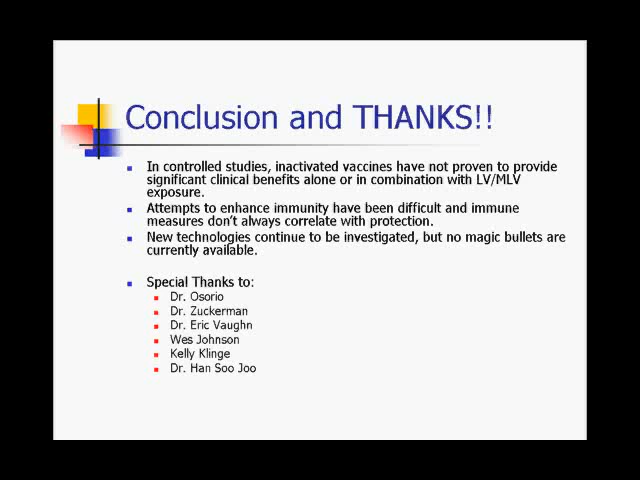 Conclusion and THANKS!!
In controlled studies, inactivated vaccines have not proven to provide
significant clinical benefits alone or in combination with LV/MLV
exposure.
Attempts to enhance immunity have been difficult and immune
measures don't always correlate with protection.
New technologies continue to be investigated, but no magic bullets are
currently available.
Special Thanks to:
Dr. Osorio
Dr. Zuckerman
Dr. Eric Vaughn
Wes Johnson
Kelly Klinge
Dr. Han Soo Joo